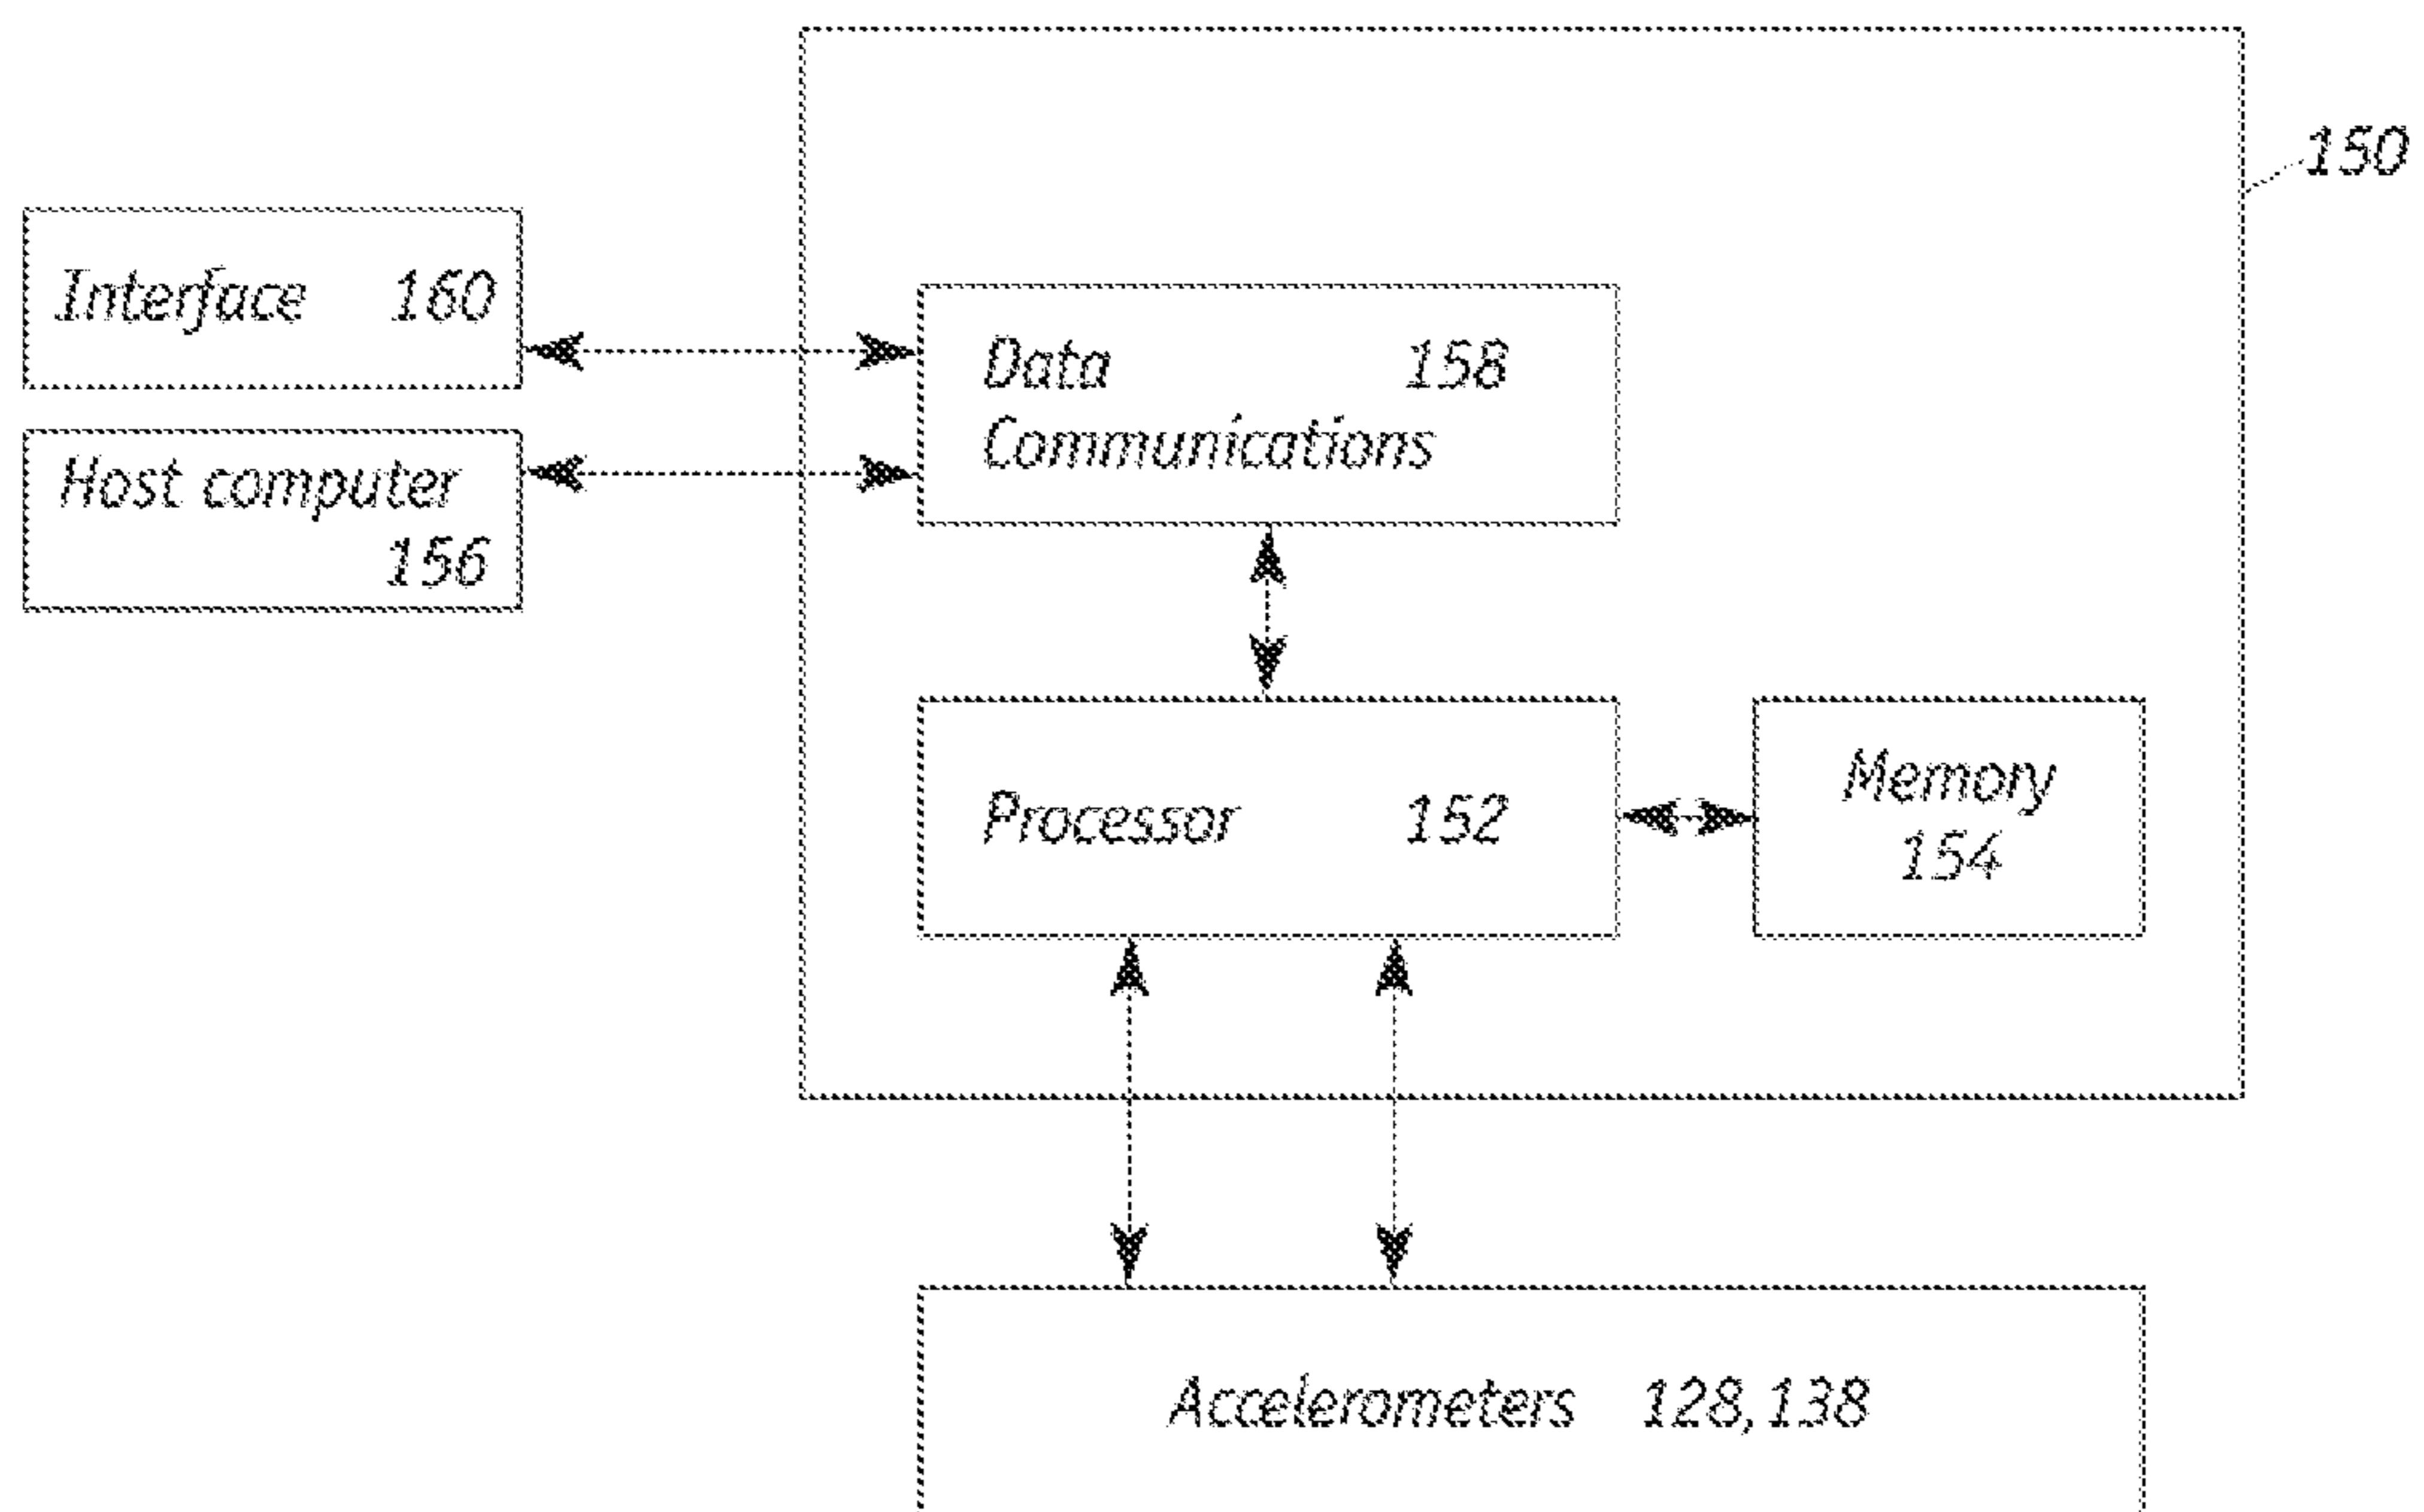 150
Interface 160
Data 158
Communications
Host computer
156
Processor 152
Memory
154
Accelerometers 128, 138